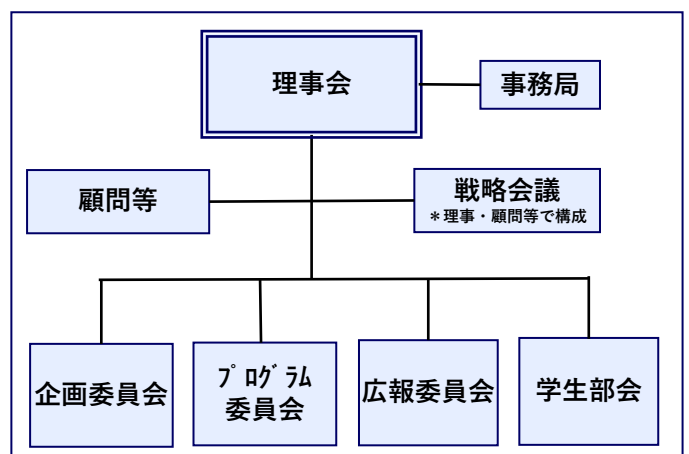 理事会
事務局
顧問等
戦略会議
＊理事・顧問等で構成
企画委員会
ﾌﾟﾛｸﾞﾗﾑ
委員会
広報委員会
学生部会